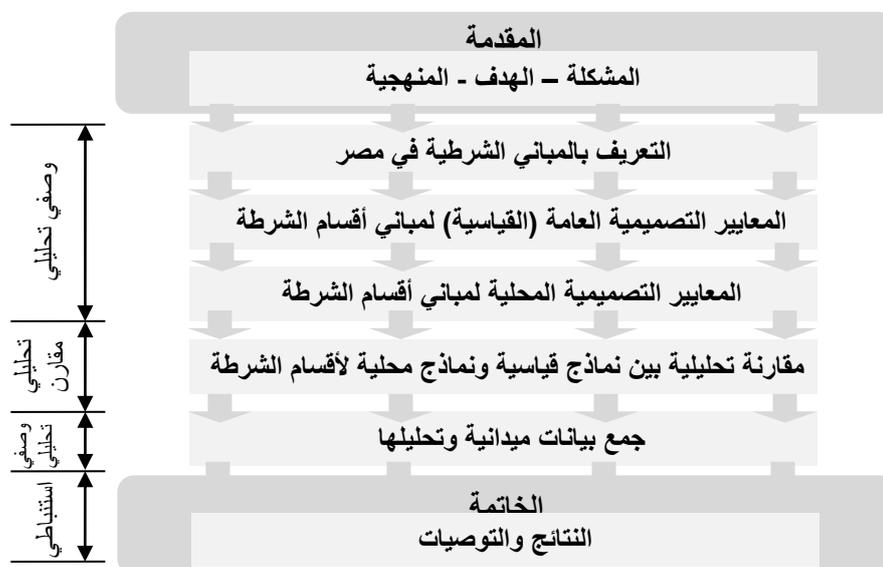 المقدمة
المشكلة – الهدف - المنهجية
التعريف بالمباني الشرطية في مصر
المعايير التصميمية العامة (القياسية) لمباني أقسام الشرطة
المعايير التصميمية المحلية لمباني أقسام الشرطة
وصفي تحليلي
مقارنة تحليلية بين نماذج قياسية ونماذج محلية لأقسام الشرطة
تحليلي
مقارن
جمع بيانات ميدانية وتحليلها
وصفي
تحليلي
الخاتمة
النتائج والتوصيات
استنباطي